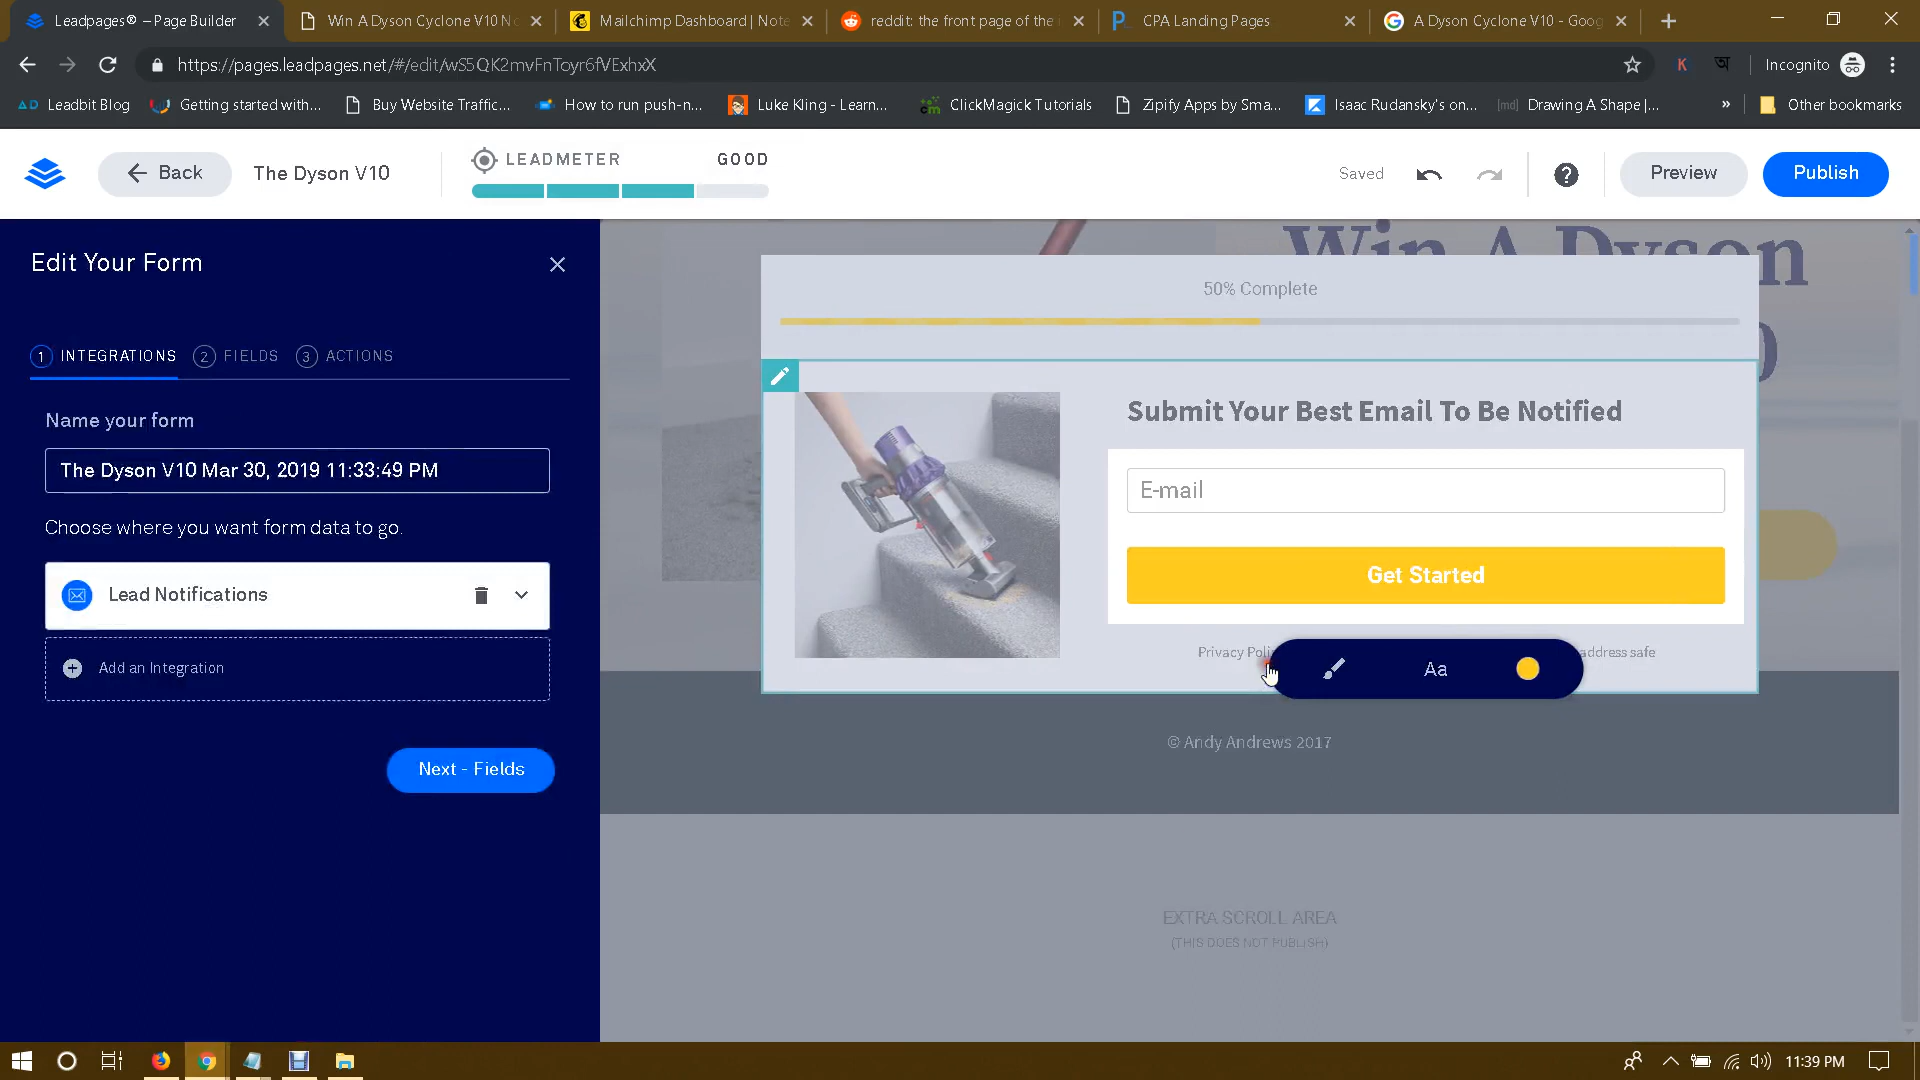 Leadpages® – Page Builder
Win A Dyson Cyclone V10 N
Mailchimp Dashboard | Note
reddit: the front page of the i
CPA Landing Pages
A Dyson Cyclone V10 - Goog
https://pages.leadpages.net/#/edit/wS5QK2mvFnToyr6fVExhxX
K
অ
Incognito
Leadbit Blog
Getting started with...
Buy Website Traffic...
How to run push-n...
Luke Kling - Learn...
ClickMagick Tutorials
Zipify Apps by Sma...
Isaac Rudansky's on...
[md] Drawing A Shape |...
»
Other bookmarks
Back
The Dyson V10
LEADMETER
GOOD
Saved
Preview
Publish
Edit Your Form
1 INTEGRATIONS
2 FIELDS
3 ACTIONS
Name your form
The Dyson V10 Mar 30, 2019 11:33:49 PM
Choose where you want form data to go.
Lead Notifications
Add an Integration
Next - Fields
Win A Dyson
50% Complete
Submit Your Best Email To Be Notified
E-mail
Get Started
Privacy address safe
Aa
© Andy Andrews 2017
EXTRA SCROLL AREA
(THIS DOES NOT PUBLISH)
11:39 PM